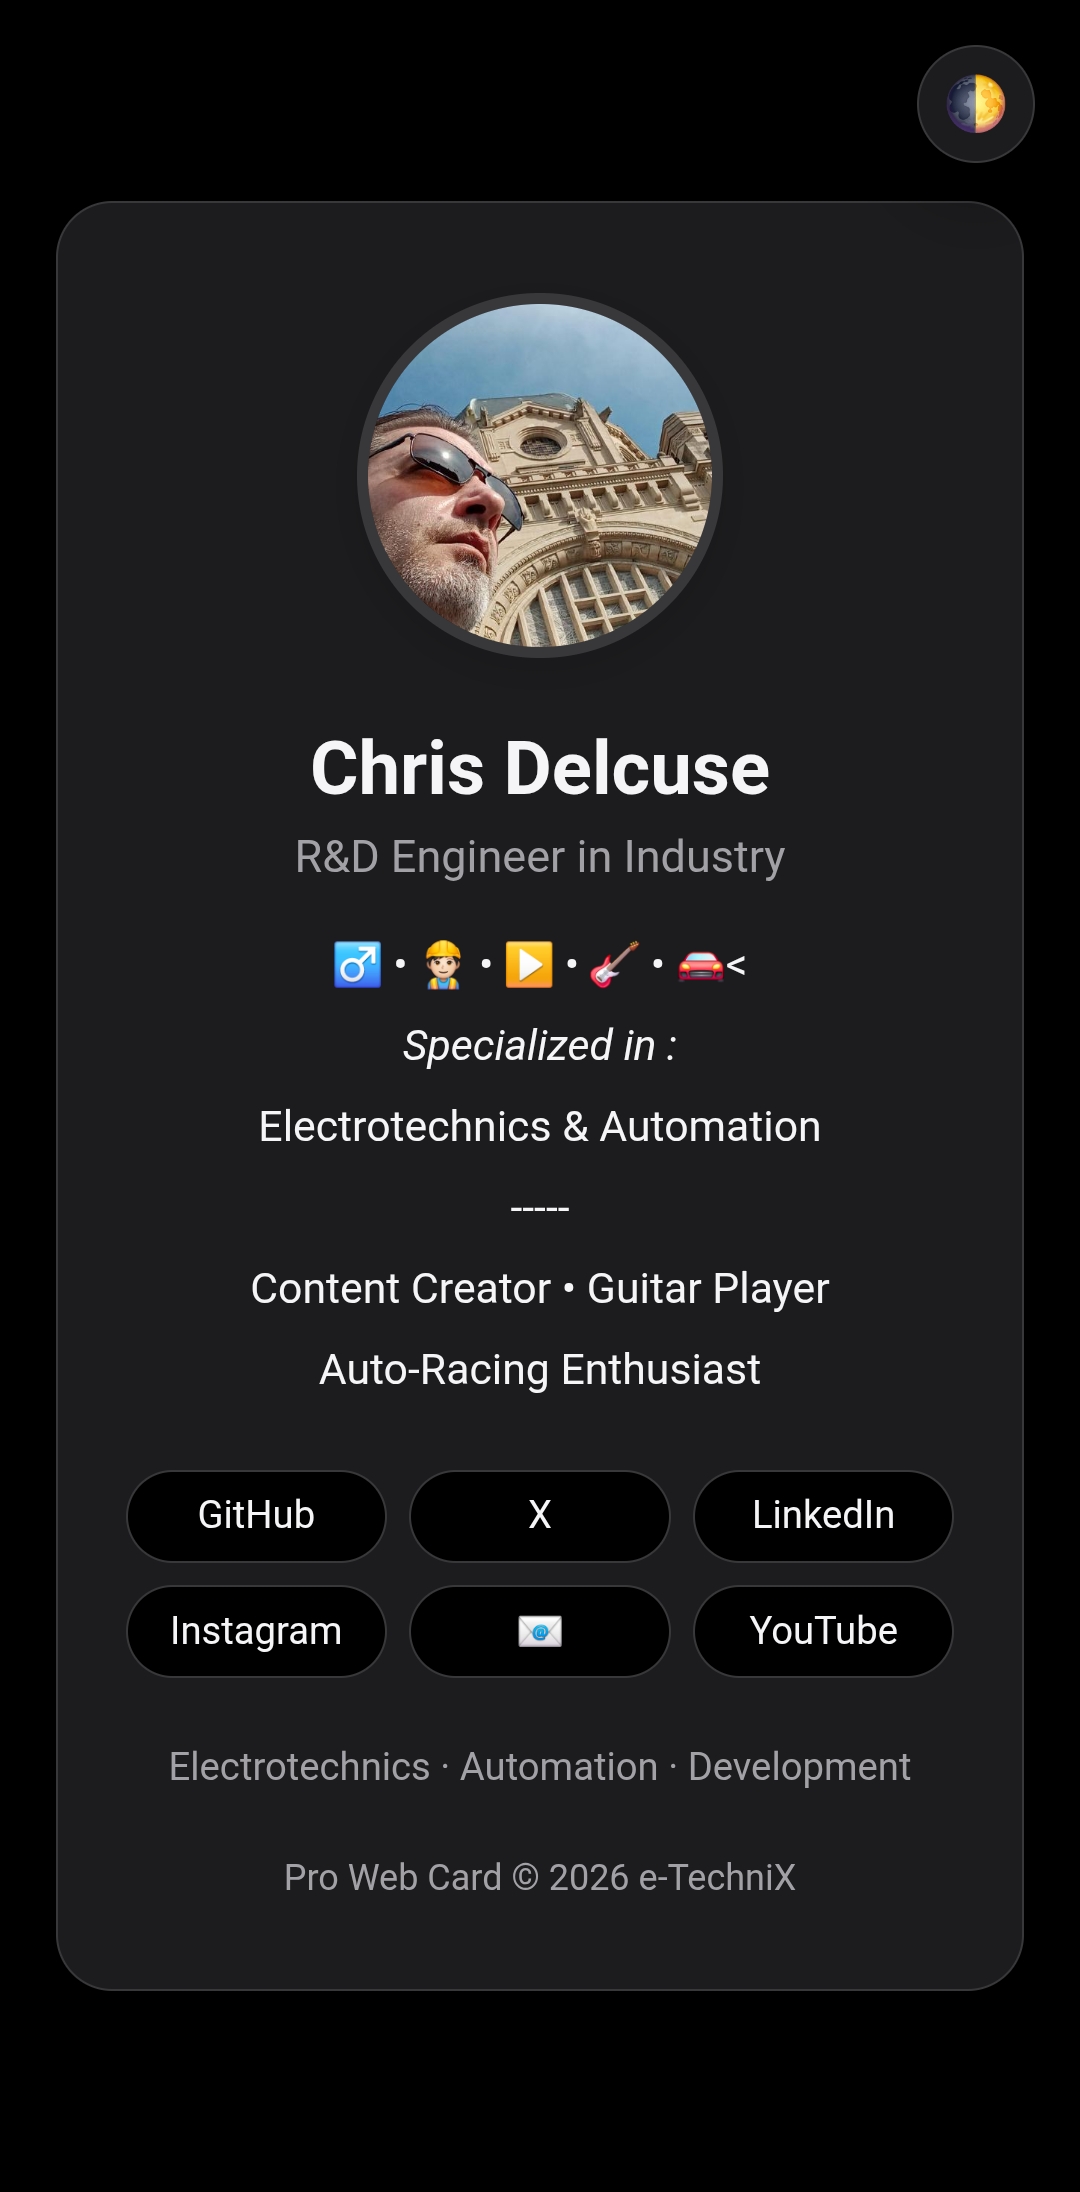 Chris Delcuse
R&D Engineer in Industry
♂️ • 👷🏻 • ▶️ • 🎸 • 🚘<
Specialized in :
Electrotechnics & Automation
-----
Content Creator • Guitar Player
Auto-Racing Enthusiast
GitHub X LinkedIn
Instagram 📧 YouTube
Electrotechnics · Automation · Development
Pro Web Card © 2026 e-TechniX